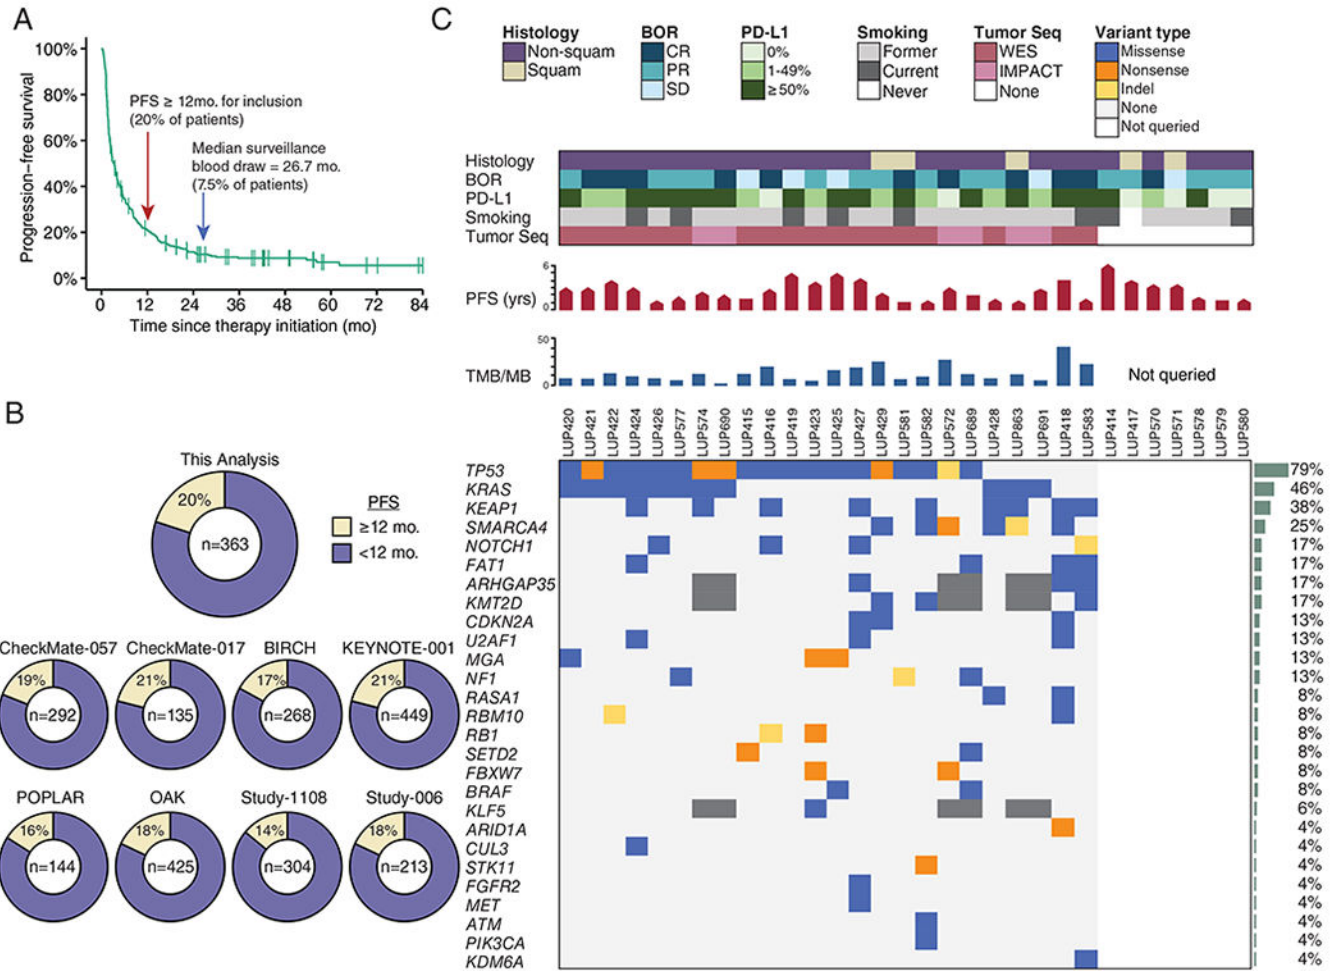 A
100%
80%
60%
40%
20%
0%
Progression-free survival
PFS ≥ 12mo. for inclusion
(20% of patients)
Median surveillance
blood draw = 26.7 mo.
(7.5% of patients)
0 12 24 36 48 60 72 84
Time since therapy initiation (mo)
B
This Analysis
20%
n=363
PFS
≥12 mo.
<12 mo.
CheckMate-057 CheckMate-017 BIRCH KEYNOTE-001
19% 21% 17% 21%
n=292 n=135 n=268 n=449
POPLAR OAK Study-1108 Study-006
16% 18% 14% 18%
n=144 n=425 n=304 n=213
C
Histology
Non-squam
Squam
BOR
CR
PR
SD
PD-L1
0%
1-49%
≥50%
Smoking
Former
Current
Never
Tumor Seq
WES
IMPACT
None
Variant type
Missense
Nonsense
Indel
None
Not queried
Histology
BOR
PD-L1
Smoking
Tumor Seq
PFS (yrs)
6
0
TMB/MB
50
0
Not queried
LUP420
LUP421
LUP422
LUP424
LUP426
LUP577
LUP574
LUP690
LUP415
LUP416
LUP419
LUP423
LUP425
LUP427
LUP429
LUP581
LUP582
LUP572
LUP689
LUP428
LUP863
LUP691
LUP418
LUP583
LUP414
LUP417
LUP570
LUP571
LUP578
LUP579
LUP580
TP53 79%
KRAS 46%
KEAP1 38%
SMARCA4 25%
NOTCH1 17%
FAT1 17%
ARHGAP35 17%
KMT2D 17%
CDKN2A 13%
U2AF1 13%
MGA 13%
NF1 13%
RASA1 8%
RBM10 8%
RB1 8%
SETD2 8%
FBXW7 8%
BRAF 8%
KLF5 6%
ARID1A 4%
CUL3 4%
STK11 4%
FGFR2 4%
MET 4%
ATM 4%
PIK3CA 4%
KDM6A 4%